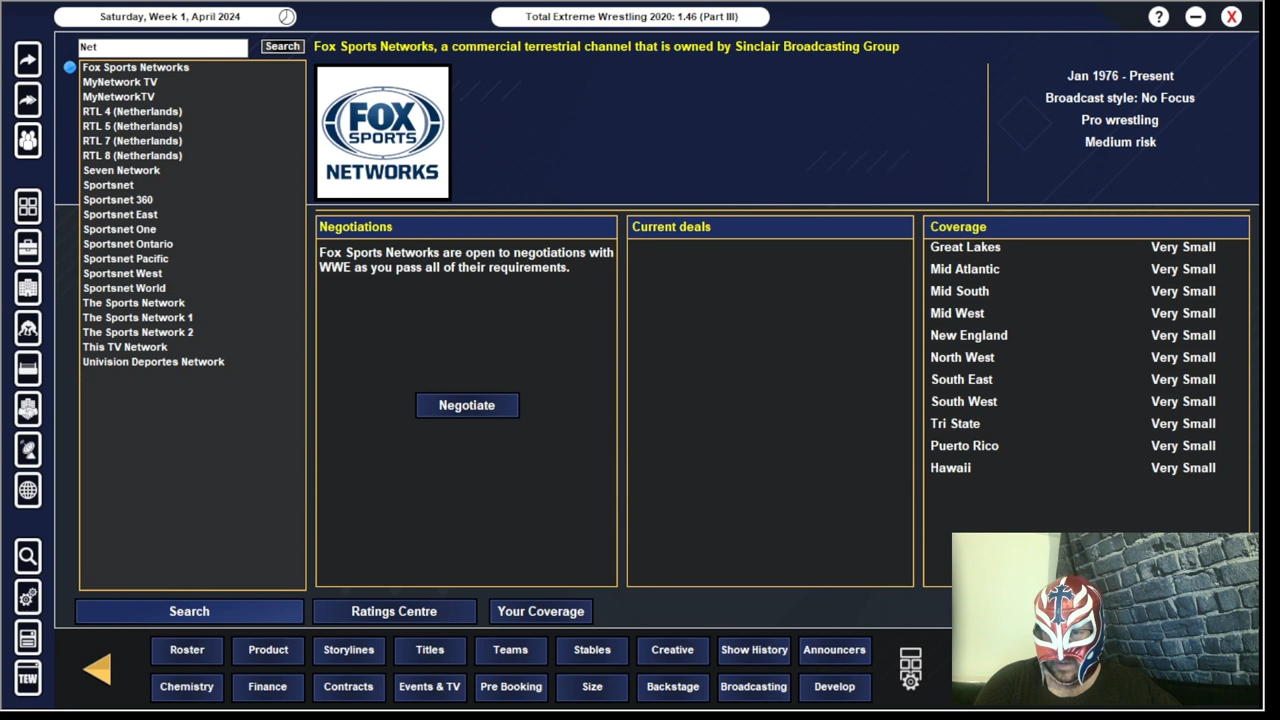 Saturday, Week 1, April 2024
Total Extreme Wrestling 2020: 1.46 (Part III)
?
X
Net
Search
Fox Sports Networks, a commercial terrestrial channel that is owned by Sinclair Broadcasting Group
Fox Sports Networks
MyNetwork TV
MyNetworkTV
RTL 4 (Netherlands)
RTL 5 (Netherlands)
RTL 7 (Netherlands)
RTL 8 (Netherlands)
Seven Network
Sportsnet
Sportsnet 360
Sportsnet East
Sportsnet One
Sportsnet Ontario
Sportsnet Pacific
Sportsnet West
Sportsnet World
The Sports Network
The Sports Network 1
The Sports Network 2
This TV Network
Univision Deportes Network
FOX
SPORTS
NETWORKS
Jan 1976 - Present
Broadcast style: No Focus
Pro wrestling
Medium risk
Negotiations
Fox Sports Networks are open to negotiations with
WWE as you pass all of their requirements.
Negotiate
Current deals
Coverage
Great Lakes Very Small
Mid Atlantic Very Small
Mid South Very Small
Mid West Very Small
New England Very Small
North West Very Small
South East Very Small
South West Very Small
Tri State Very Small
Puerto Rico Very Small
Hawaii Very Small
Search
Ratings Centre
Your Coverage
Roster
Product
Storylines
Titles
Teams
Stables
Creative
Show History
Announcers
Chemistry
Finance
Contracts
Events & TV
Pre Booking
Size
Backstage
Broadcasting
Develop
TEW